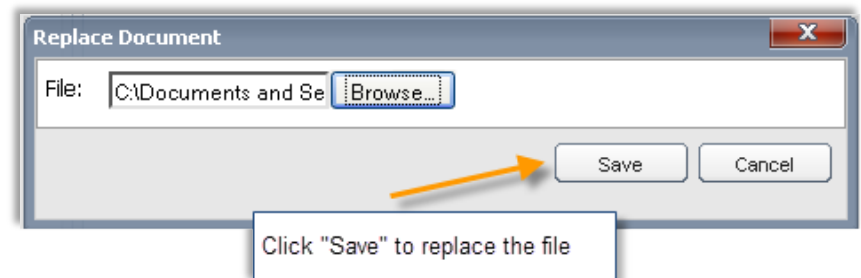 Replace Document
X
File: C:\Documents and Se Browse...
Save Cancel
Click "Save" to replace the file